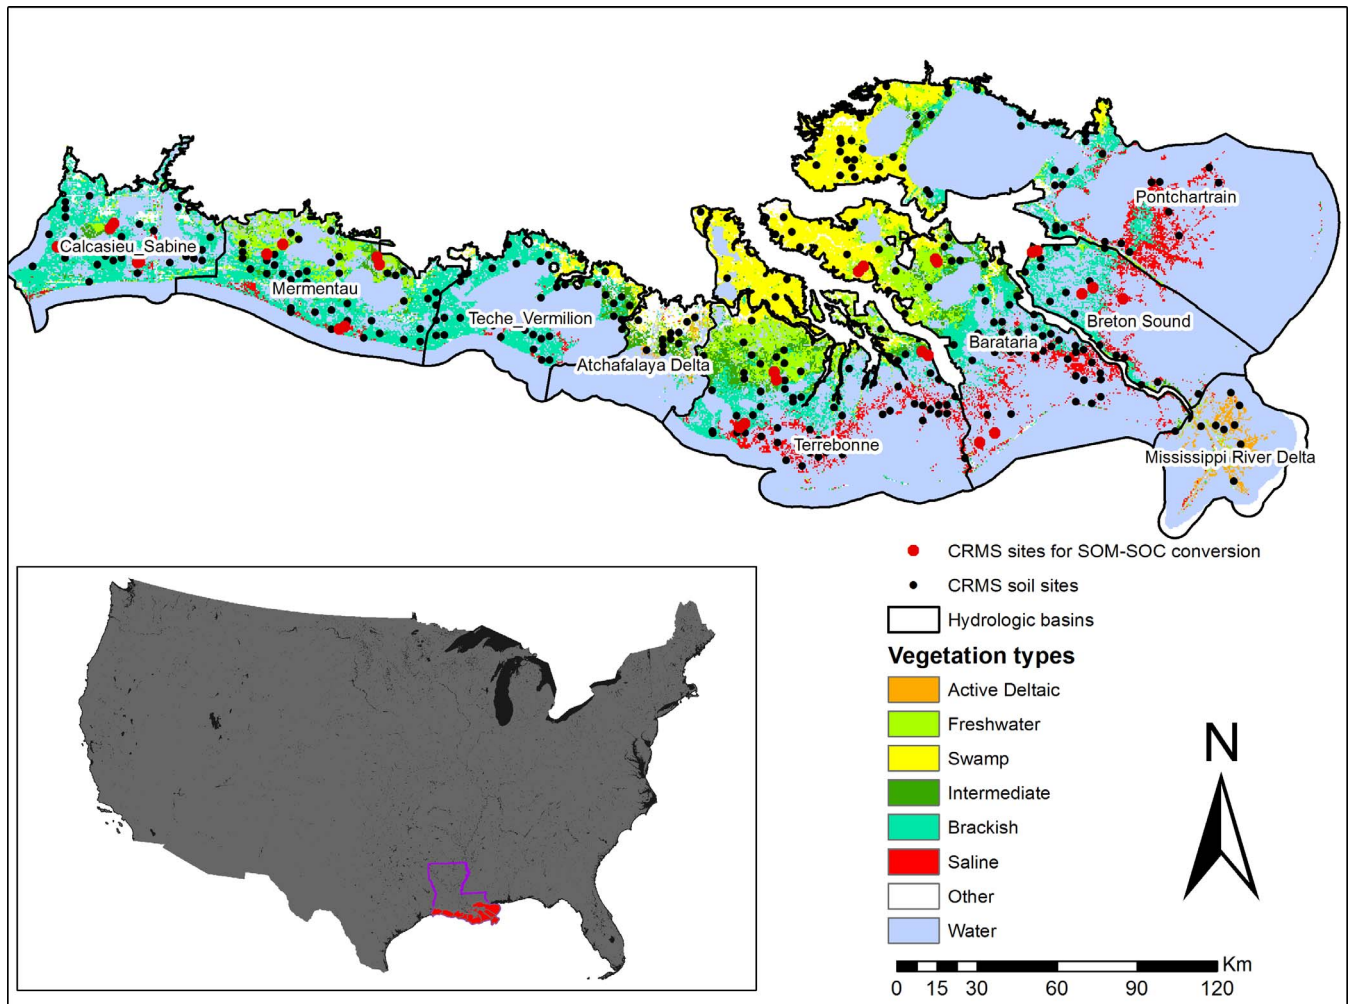 Pontchartrain
Calcasieu_Sabine
Mermentau
Teche_Vermilion
Breton Sound
Barataria
Atchafalaya Delta
Terrebonne
Mississippi River Delta
CRMS sites for SOM-SOC conversion
CRMS soil sites
Hydrologic basins
Vegetation types
Active Deltaic
Freshwater
Swamp
Intermediate
Brackish
Saline
Other
Water
N
Km
0 15 30 60 90 120